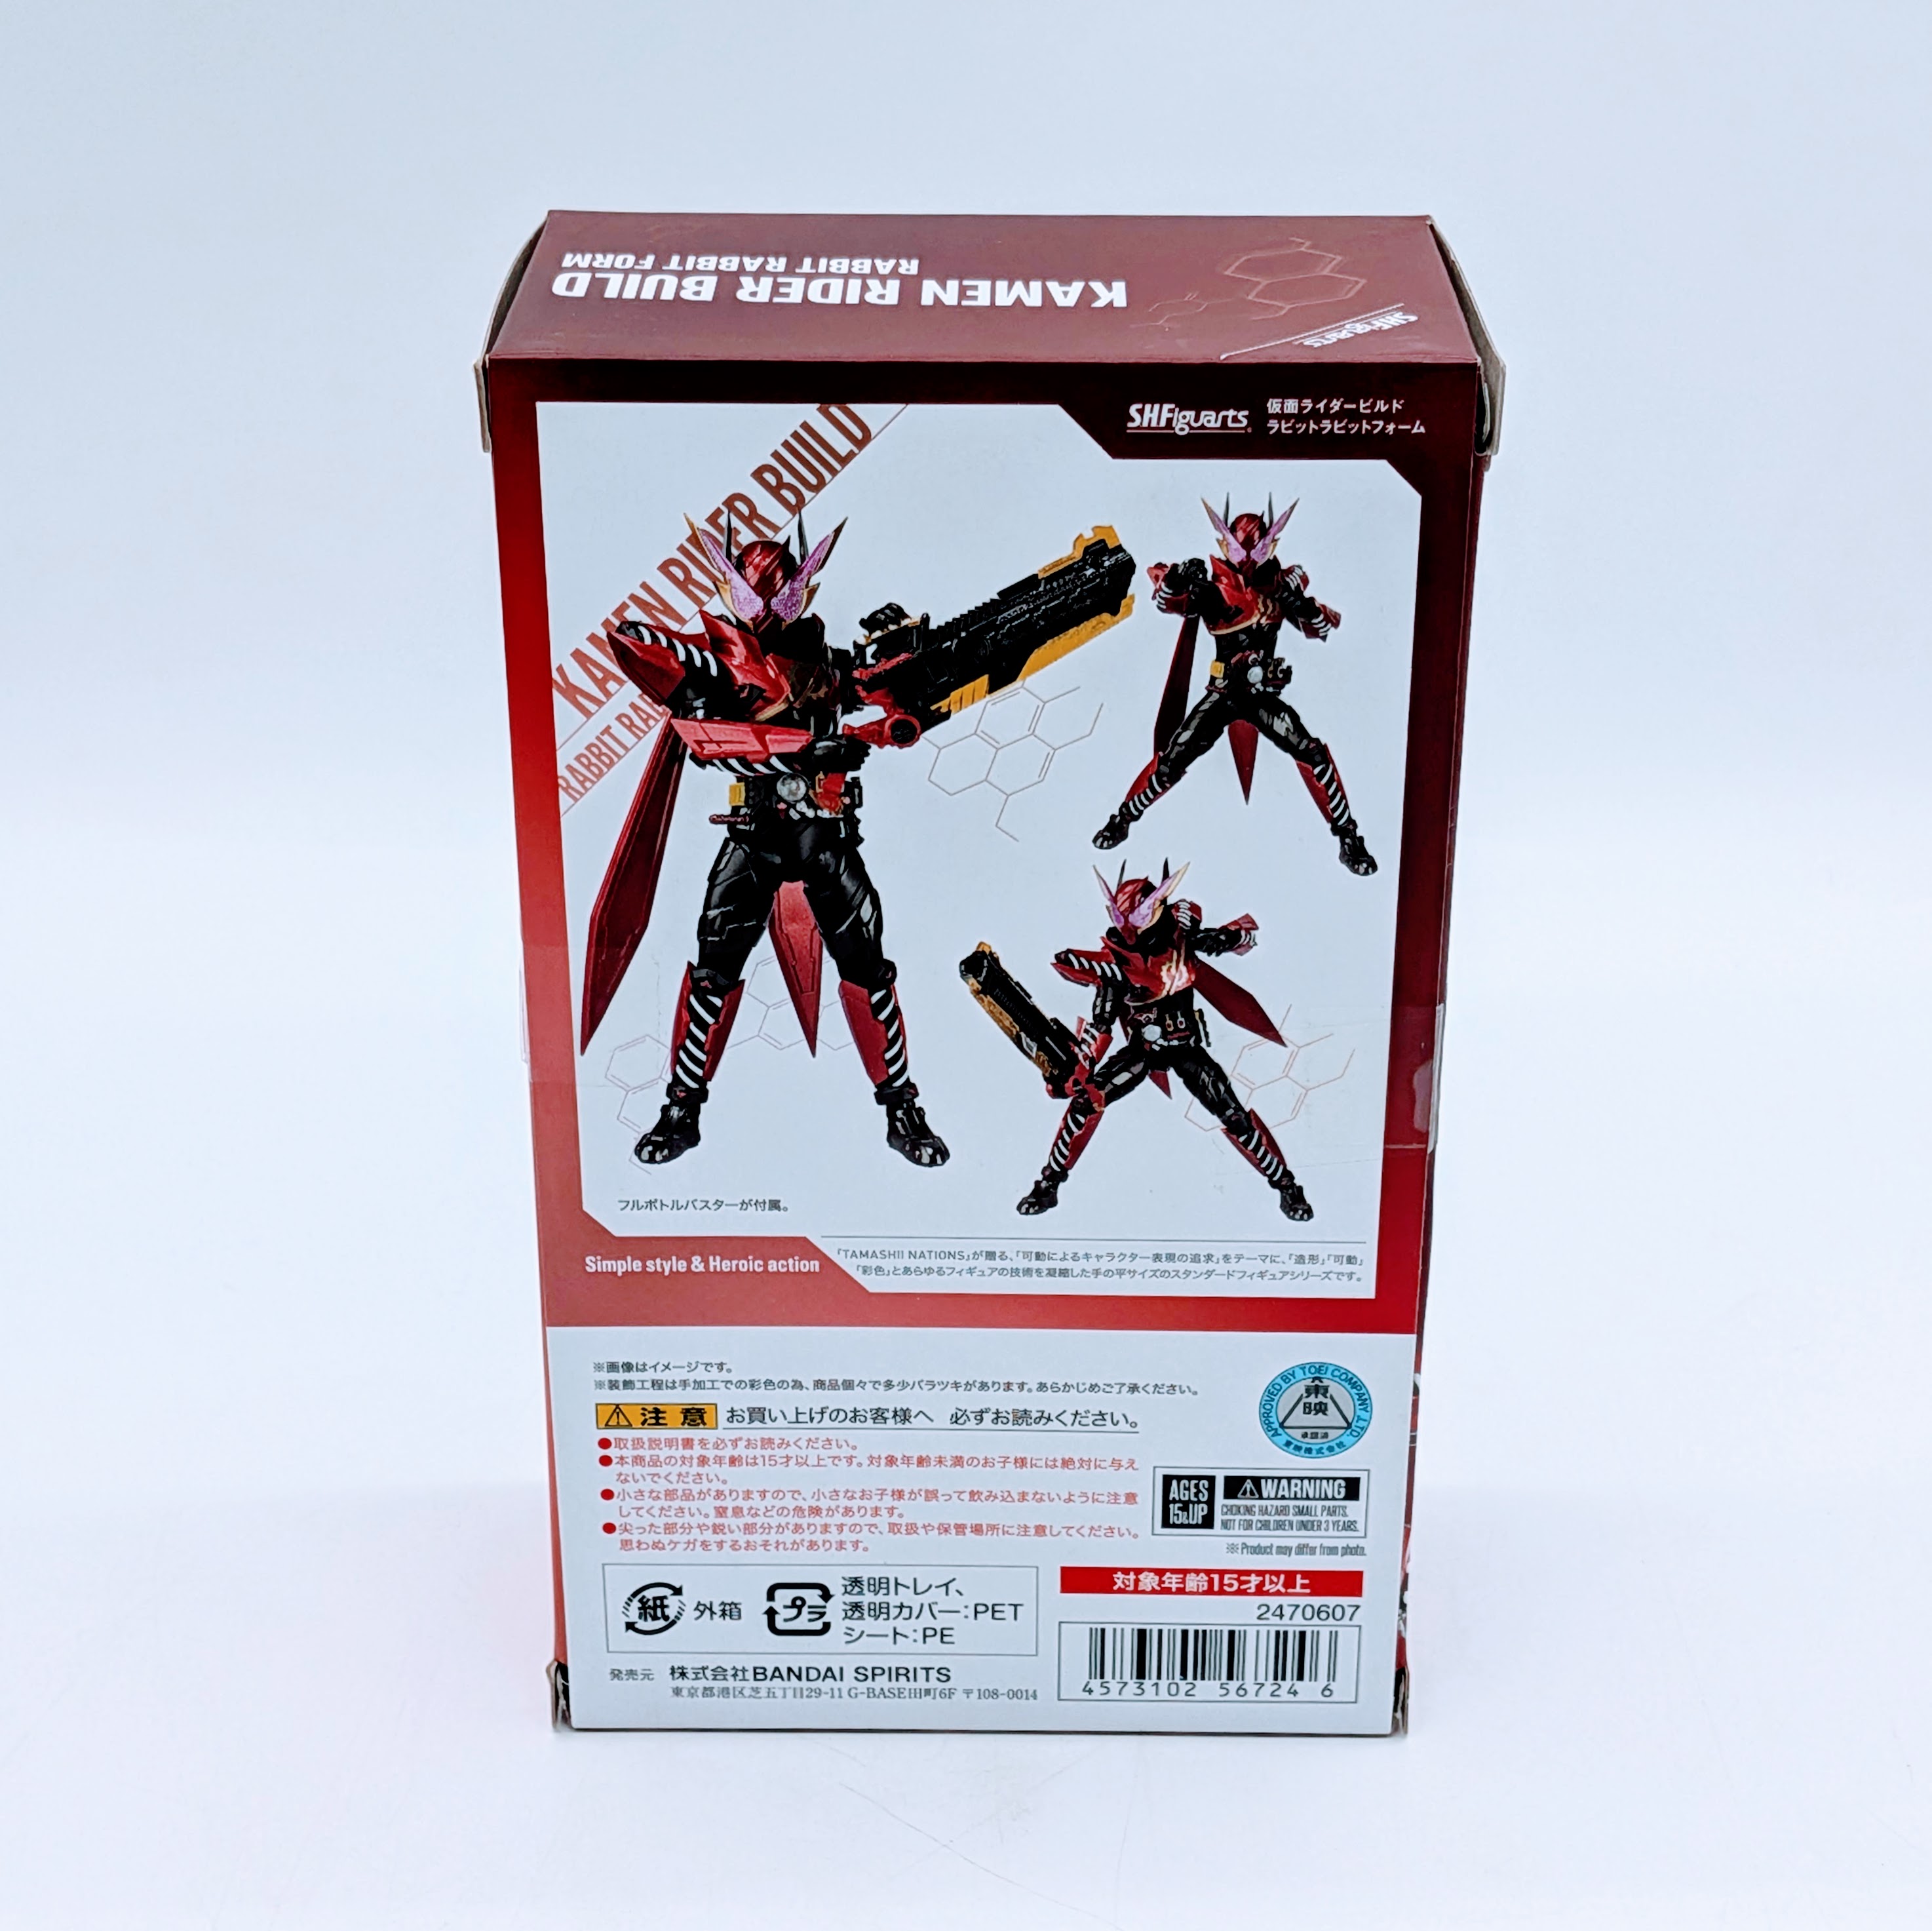 KAMEN RIDER BUILD
RABBIT RABBIT FORM
SHFiguarts
SHFiguarts
仮面ライダービルド
ラビットラビットフォーム
KAMEN RIDER BUILD
RABBIT
フルボトルバスターが付属。
Simple style & Heroic action
「TAMASHII NATIONS」が贈る、「可動によるキャラクター表現の追求」をテーマに、「造形」「可動」
「彩色」とあらゆるフィギュアの技術を凝縮した手の平サイズのスタンダードフィギュアシリーズです。
※画像はイメージです。
※装飾工程は手加工での彩色の為、商品個々で多少バラツキがあります。あらかじめご了承ください。
注意 お買い上げのお客様へ 必ずお読みください。
●取扱説明書を必ずお読みください。
●本商品の対象年齢は15才以上です。対象年齢未満のお子様には絶対に与え
ないでください。
●小さな部品がありますので、小さなお子様が誤って飲み込まないように注意
してください。窒息などの危険があります。
●尖った部分や鋭い部分がありますので、取扱や保管場所に注意してください。
思わぬケガをするおそれがあります。
APPROVED BY TOEI COMPANY, LTD.
東映
承認済
東映株式会社
AGES
15&UP
WARNING
CHOKING HAZARD SMALL PARTS.
NOT FOR CHILDREN UNDER 3 YEARS.
※Product may differ from photo.
紙 外箱
プラ 透明トレイ、
透明カバー:PET
シート:PE
対象年齢15才以上
2470607
4573102 56724 6
発売元 株式会社BANDAI SPIRITS
東京都港区芝五丁目29-11 G-BASE田町6F 〒108-0014